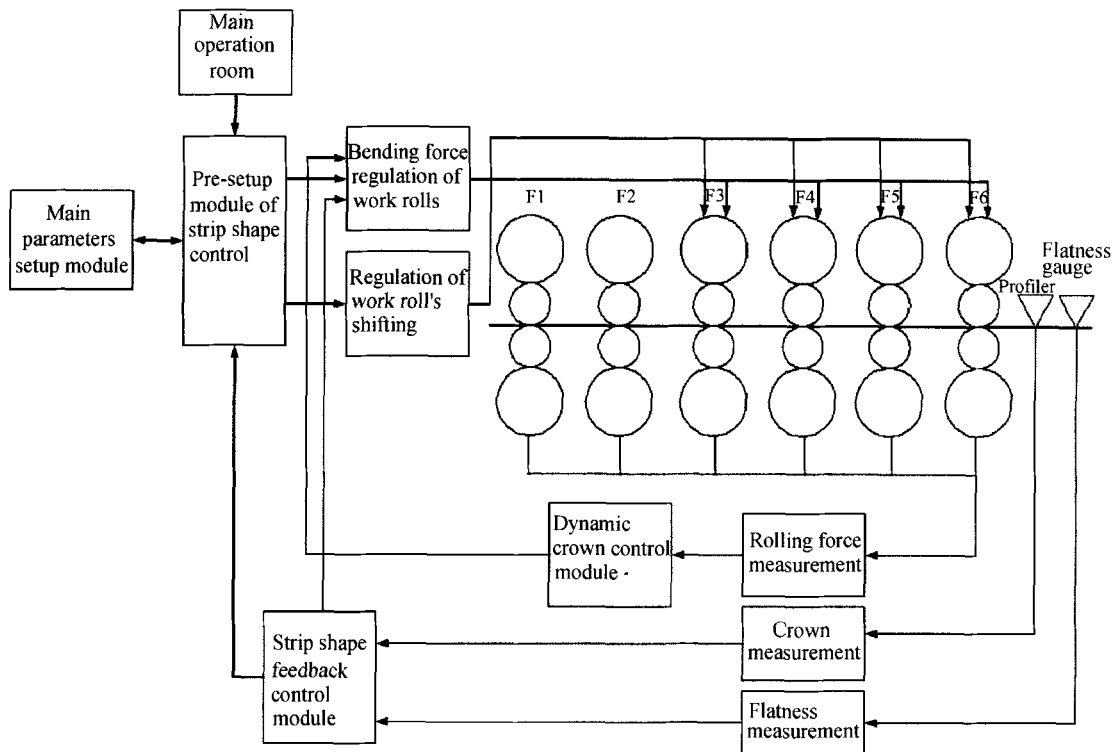 Main
operation
room
Bending force
regulation of
work rolls
Pre-setup
module of
strip shape
control
Main
parameters
setup module
Regulation of
work roll's
shifting
F1
F2
F3
F4
F5
F6
Flatness
gauge
Profiler
Dynamic
crown control
module -
Rolling force
measurement
Crown
measurement
Strip shape
feedback
control
module
Flatness
measurement